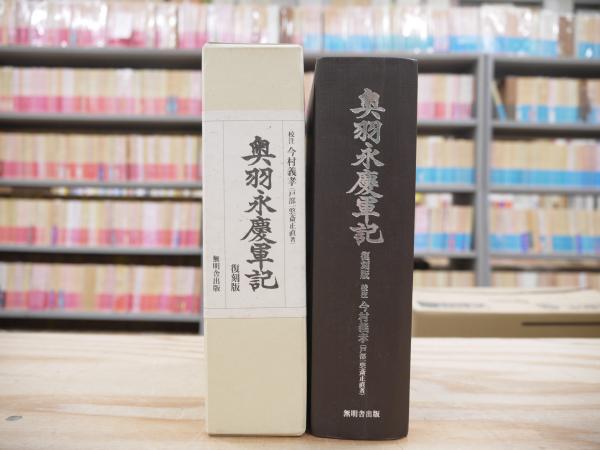 校注 今村義孝(戸部一憖斎正直著)
奥羽永慶軍記
復刻版
無明舎出版
奥羽永慶軍記
復刻版 校注 今村義孝(戸部一憖斎正直著)
無明舎出版